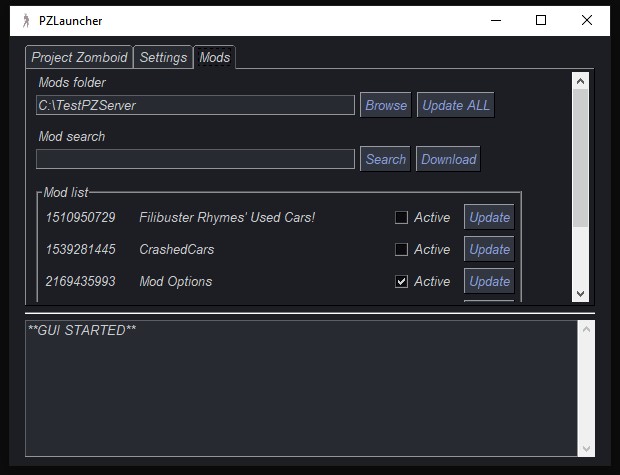 PZLauncher
Project Zomboid Settings Mods
Mods folder
C:\TestPZServer Browse Update ALL
Mod search
Search Download
Mod list
1510950729 Filibuster Rhymes' Used Cars! Active Update
1539281445 CrashedCars Active Update
2169435993 Mod Options Active Update
**GUI STARTED**